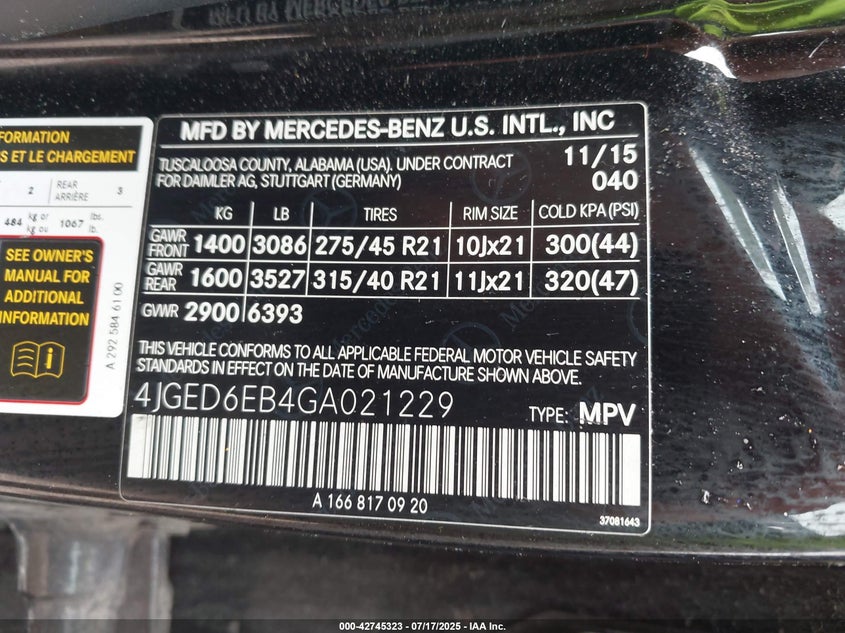 FORMATION
S ET LE CHARGEMENT
2 REAR ARRIÈRE 3
484 kg or kg ou 1067 lbs. lb.
SEE OWNER'S
MANUAL FOR
ADDITIONAL
INFORMATION
A 292 584 61 00
MFD BY MERCEDES-BENZ U.S. INTL., INC
TUSCALOOSA COUNTY, ALABAMA (USA). UNDER CONTRACT 11/15
FOR DAIMLER AG, STUTTGART (GERMANY) 040
KG LB TIRES RIM SIZE COLD KPA (PSI)
GAWR FRONT 1400 3086 275/45 R21 10Jx21 300(44)
GAWR REAR 1600 3527 315/40 R21 11Jx21 320(47)
GVWR 2900 6393
THIS VEHICLE CONFORMS TO ALL APPLICABLE FEDERAL MOTOR VEHICLE SAFETY
STANDARDS IN EFFECT ON THE DATE OF MANUFACTURE SHOWN ABOVE.
4JGED6EB4GA021229 TYPE: MPV
A 166 817 09 20
37081643
000-42745323 - 07/17/2025 - IAA Inc.